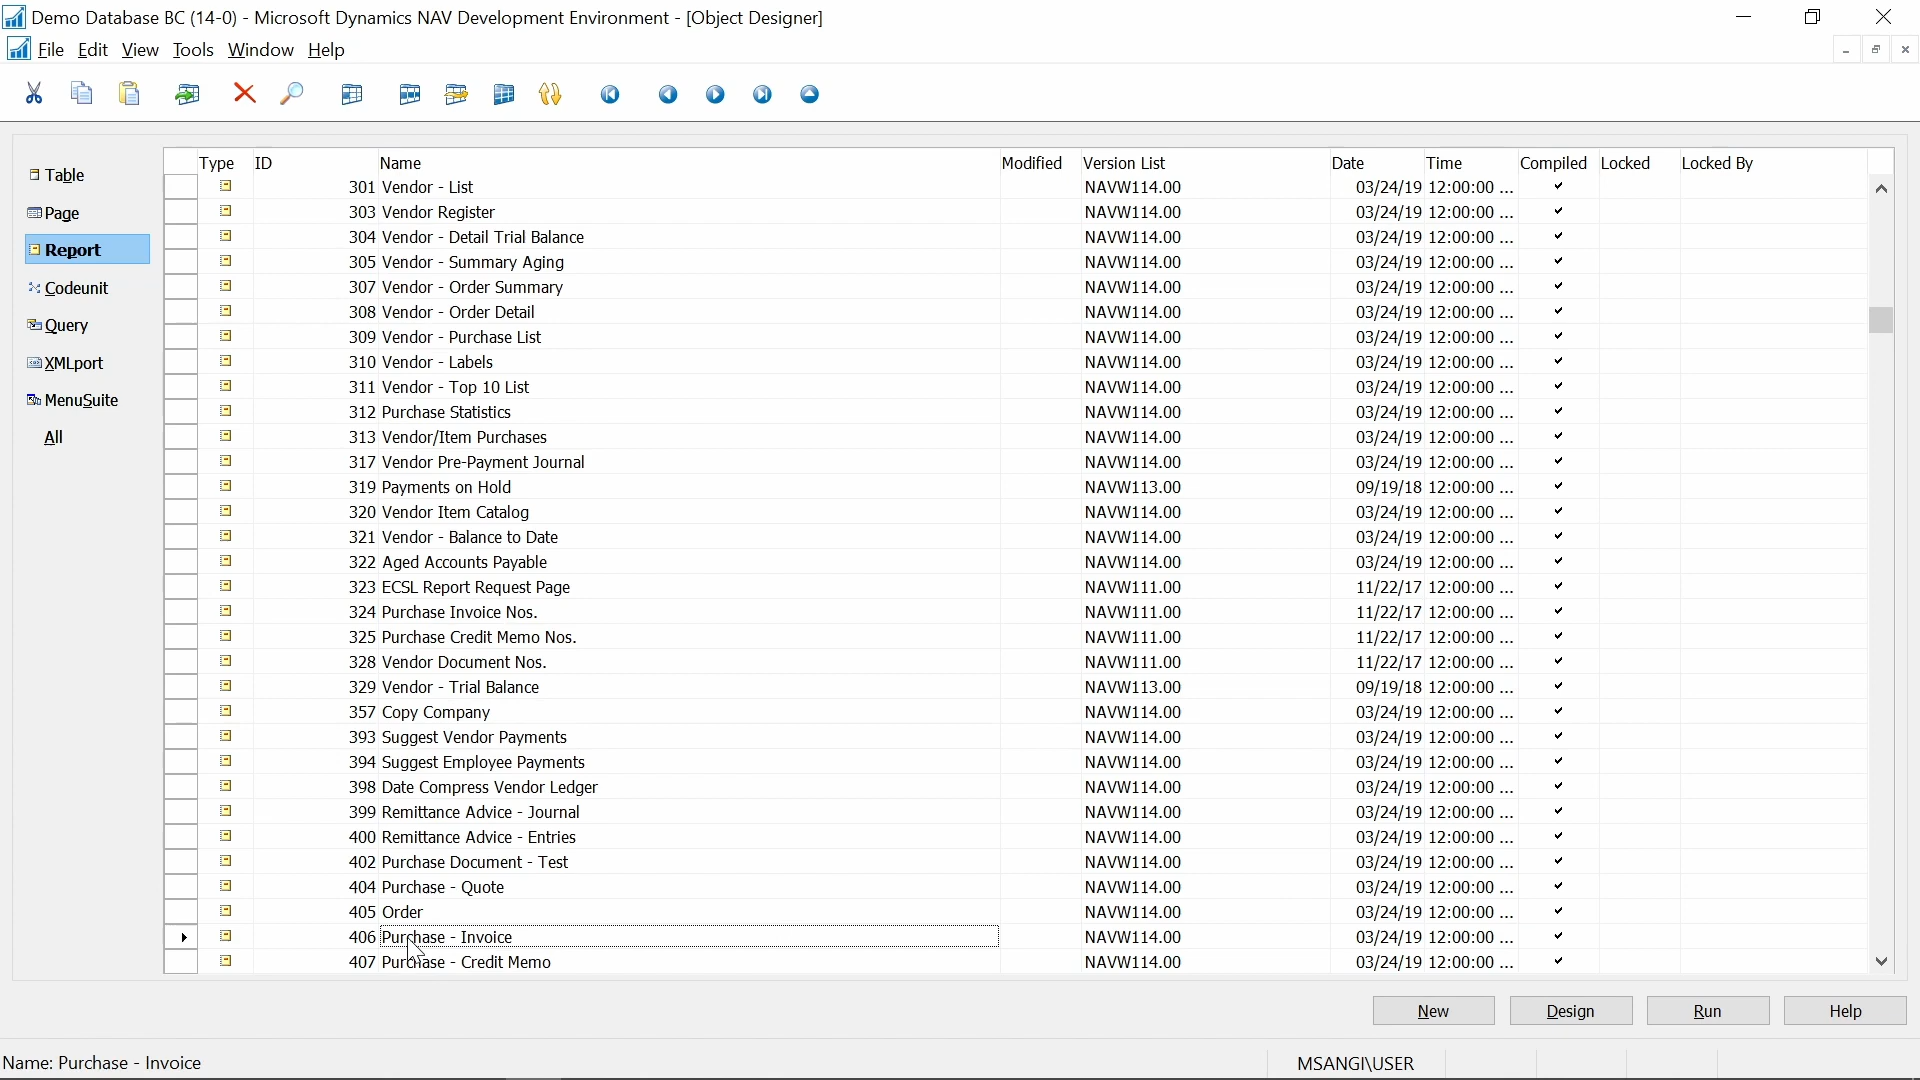 Demo Database BC (14-0) - Microsoft Dynamics NAV Development Environment - [Object Designer]
File Edit View Tools Window Help
Type ID Name Modified Version List Date Time Compiled Locked Locked By
Table
Page
Report
Codeunit
Query
XMLport
MenuSuite
All
301 Vendor - List NAVW114.00 03/24/19 12:00:00 ...
303 Vendor Register NAVW114.00 03/24/19 12:00:00 ...
304 Vendor - Detail Trial Balance NAVW114.00 03/24/19 12:00:00 ...
305 Vendor - Summary Aging NAVW114.00 03/24/19 12:00:00 ...
307 Vendor - Order Summary NAVW114.00 03/24/19 12:00:00 ...
308 Vendor - Order Detail NAVW114.00 03/24/19 12:00:00 ...
309 Vendor - Purchase List NAVW114.00 03/24/19 12:00:00 ...
310 Vendor - Labels NAVW114.00 03/24/19 12:00:00 ...
311 Vendor - Top 10 List NAVW114.00 03/24/19 12:00:00 ...
312 Purchase Statistics NAVW114.00 03/24/19 12:00:00 ...
313 Vendor/Item Purchases NAVW114.00 03/24/19 12:00:00 ...
317 Vendor Pre-Payment Journal NAVW114.00 03/24/19 12:00:00 ...
319 Payments on Hold NAVW113.00 09/19/18 12:00:00 ...
320 Vendor Item Catalog NAVW114.00 03/24/19 12:00:00 ...
321 Vendor - Balance to Date NAVW114.00 03/24/19 12:00:00 ...
322 Aged Accounts Payable NAVW114.00 03/24/19 12:00:00 ...
323 ECSL Report Request Page NAVW111.00 11/22/17 12:00:00 ...
324 Purchase Invoice Nos. NAVW111.00 11/22/17 12:00:00 ...
325 Purchase Credit Memo Nos. NAVW111.00 11/22/17 12:00:00 ...
328 Vendor Document Nos. NAVW111.00 11/22/17 12:00:00 ...
329 Vendor - Trial Balance NAVW113.00 09/19/18 12:00:00 ...
357 Copy Company NAVW114.00 03/24/19 12:00:00 ...
393 Suggest Vendor Payments NAVW114.00 03/24/19 12:00:00 ...
394 Suggest Employee Payments NAVW114.00 03/24/19 12:00:00 ...
398 Date Compress Vendor Ledger NAVW114.00 03/24/19 12:00:00 ...
399 Remittance Advice - Journal NAVW114.00 03/24/19 12:00:00 ...
400 Remittance Advice - Entries NAVW114.00 03/24/19 12:00:00 ...
402 Purchase Document - Test NAVW114.00 03/24/19 12:00:00 ...
404 Purchase - Quote NAVW114.00 03/24/19 12:00:00 ...
405 Order NAVW114.00 03/24/19 12:00:00 ...
406 Purchase - Invoice NAVW114.00 03/24/19 12:00:00 ...
407 Purchase - Credit Memo NAVW114.00 03/24/19 12:00:00 ...
New Design Run Help
Name: Purchase - Invoice MSANGI\USER